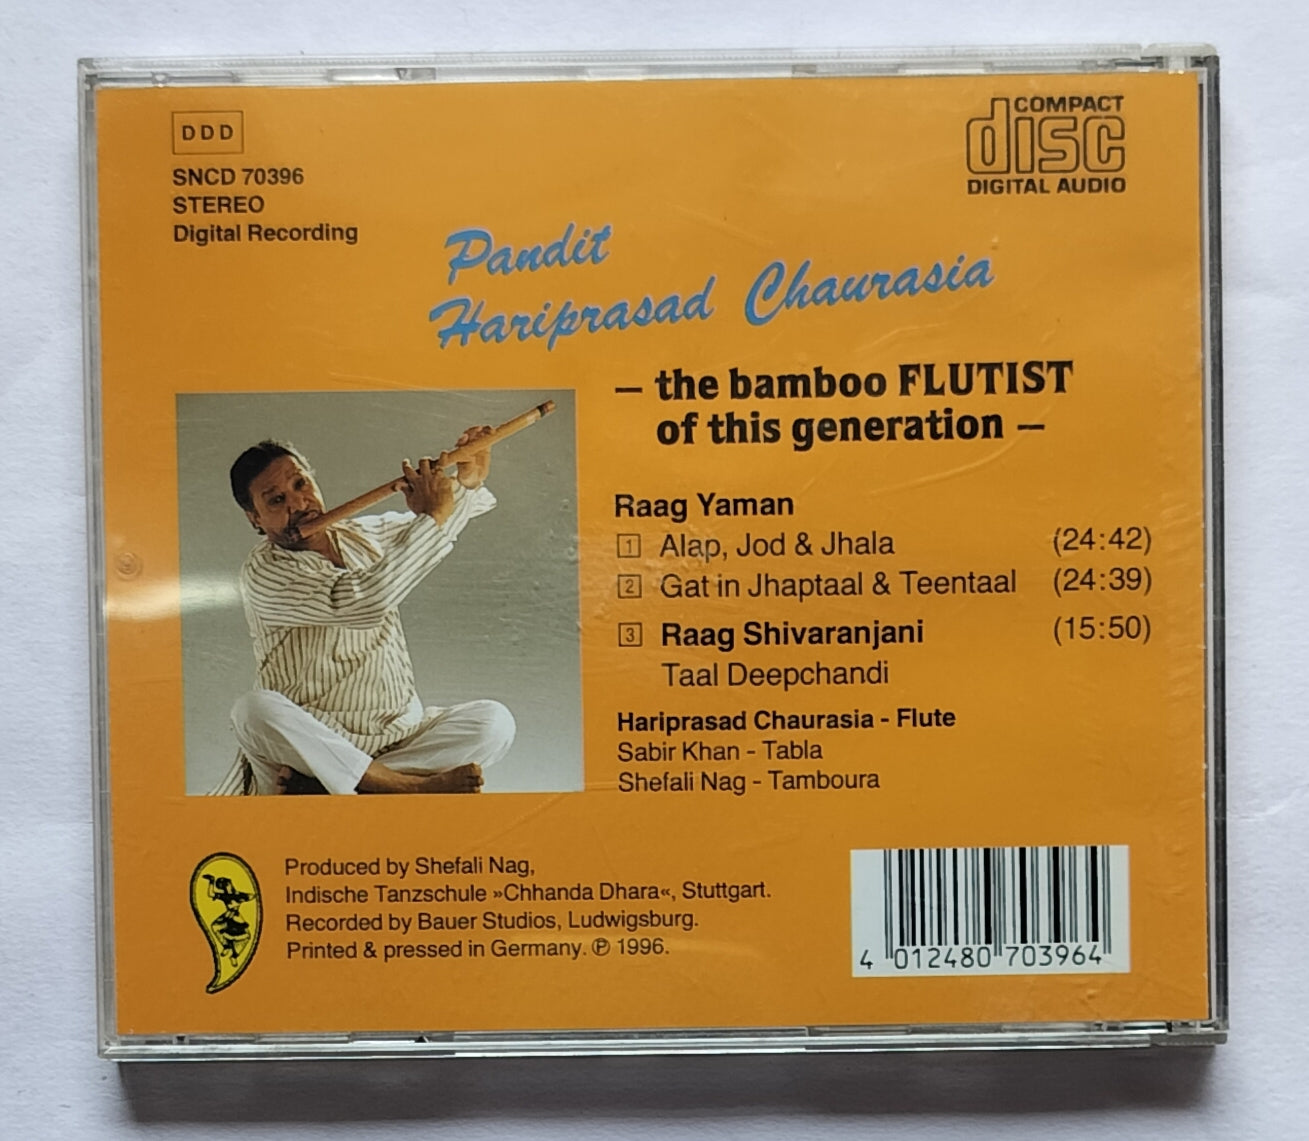 DDD
SNCD 70396
STEREO
Digital Recording
COMPACT
disc
DIGITAL AUDIO
Pandit
Hariprasad Chaurasia
– the bamboo FLUTIST
of this generation –
Raag Yaman
1 Alap, Jod & Jhala (24:42)
2 Gat in Jhaptaal & Teentaal (24:39)
3 Raag Shivaranjani (15:50)
Taal Deepchandi
Hariprasad Chaurasia - Flute
Sabir Khan - Tabla
Shefali Nag - Tamboura
Produced by Shefali Nag,
Indische Tanzschule »Chhanda Dhara«, Stuttgart.
Recorded by Bauer Studios, Ludwigsburg.
Printed & pressed in Germany. ℗ 1996.
4 012480 703964